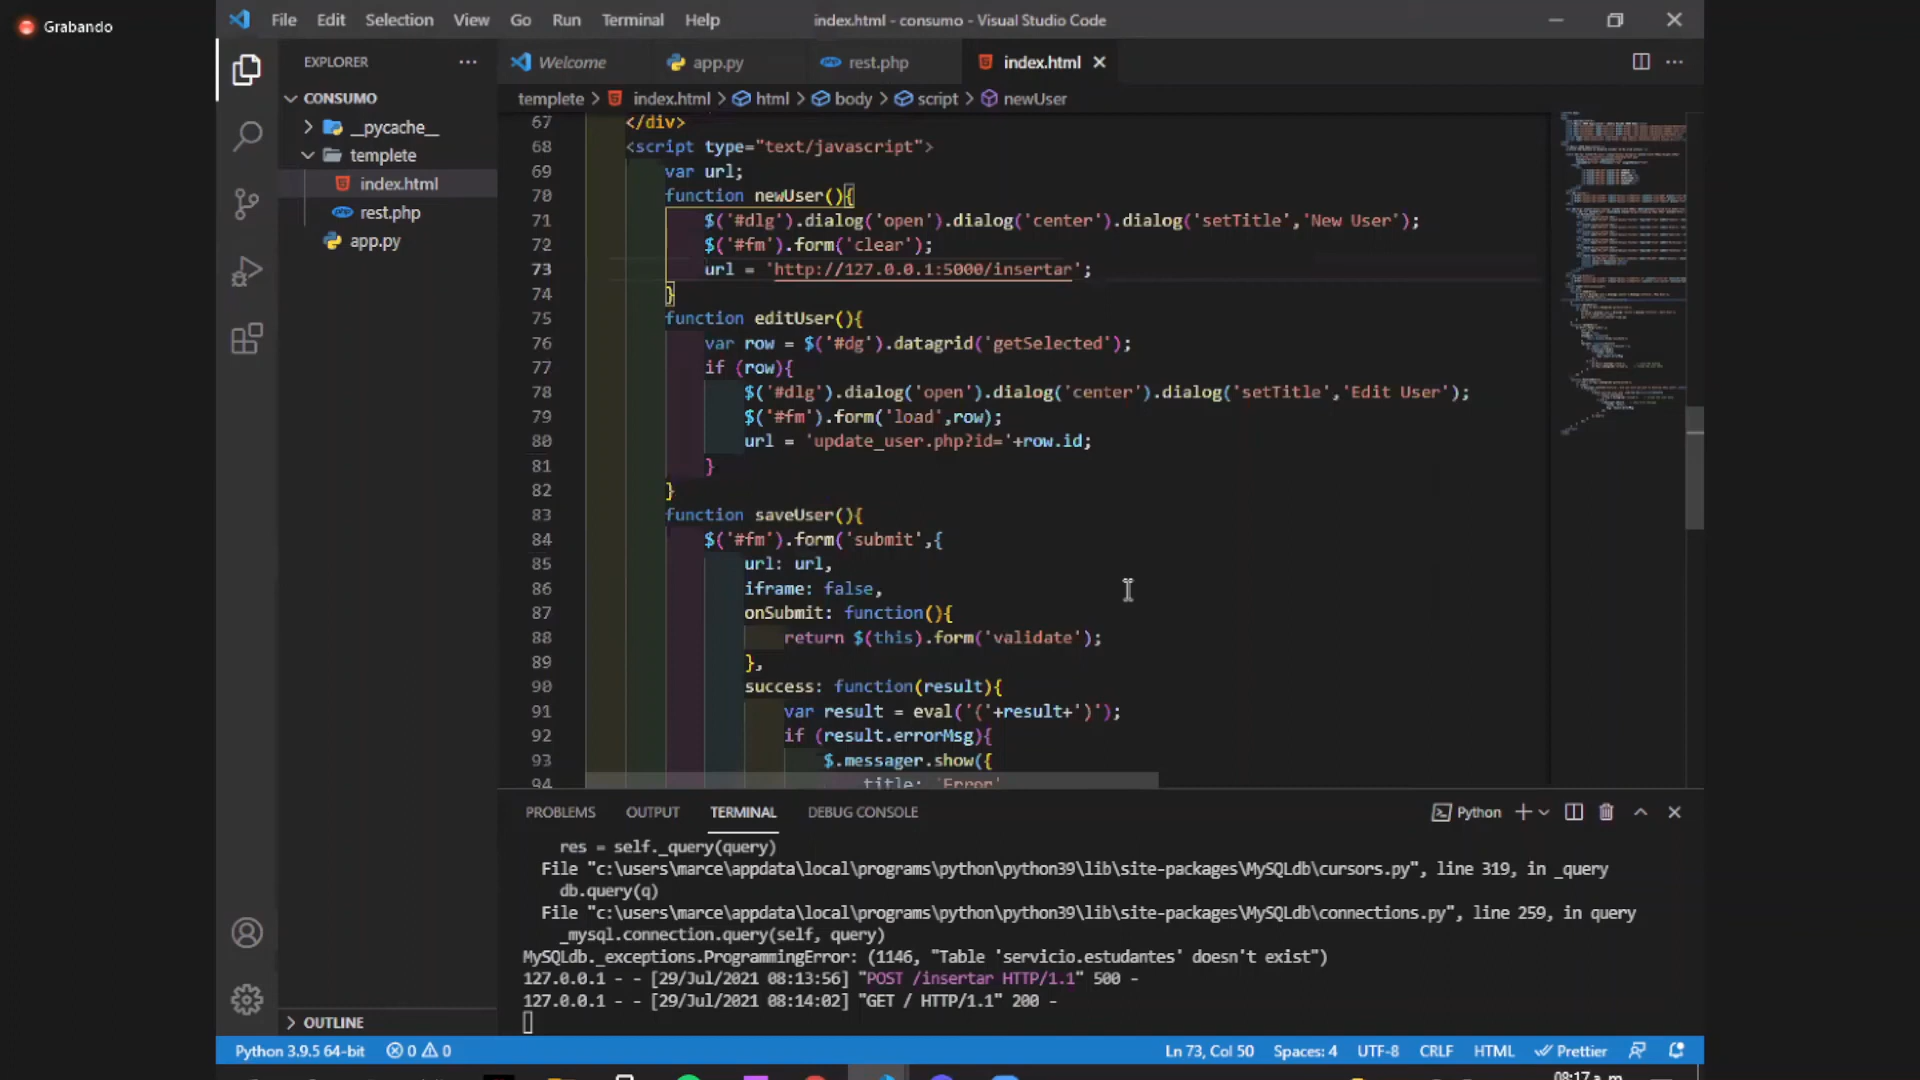 Grabando
File Edit Selection View Go Run Terminal Help
index.html - consumo - Visual Studio Code
EXPLORER
Welcome
app.py
rest.php
index.html
CONSUMO
__pycache__
templete
index.html
rest.php
app.py
OUTLINE
templete > index.html > html > body > script > newUser
67 </div>
68 <script type="text/javascript">
69 var url;
70 function newUser(){
71 $('#dlg').dialog('open').dialog('center').dialog('setTitle','New User');
72 $('#fm').form('clear');
73 url = 'http://127.0.0.1:5000/insertar';
74 }
75 function editUser(){
76 var row = $('#dg').datagrid('getSelected');
77 if (row){
78 $('#dlg').dialog('open').dialog('center').dialog('setTitle','Edit User');
79 $('#fm').form('load',row);
80 url = 'update_user.php?id='+row.id;
81 }
82 }
83 function saveUser(){
84 $('#fm').form('submit',{
85 url: url,
86 iframe: false,
87 onSubmit: function(){
88 return $(this).form('validate');
89 },
90 success: function(result){
91 var result = eval('('+result+')');
92 if (result.errorMsg){
93 $.messager.show({
94 title: 'Error'
PROBLEMS OUTPUT TERMINAL DEBUG CONSOLE
Python
res = self._query(query)
File "c:\users\marce\appdata\local\programs\python\python39\lib\site-packages\MySQLdb\cursors.py", line 319, in _query
db.query(q)
File "c:\users\marce\appdata\local\programs\python\python39\lib\site-packages\MySQLdb\connections.py", line 259, in query
_mysql.connection.query(self, query)
MySQLdb._exceptions.ProgrammingError: (1146, "Table 'servicio.estudantes' doesn't exist")
127.0.0.1 - - [29/Jul/2021 08:13:56] "POST /insertar HTTP/1.1" 500 -
127.0.0.1 - - [29/Jul/2021 08:14:02] "GET / HTTP/1.1" 200 -
Python 3.9.5 64-bit 0 0
Ln 73, Col 50 Spaces: 4 UTF-8 CRLF HTML Prettier
08:17 a. m.